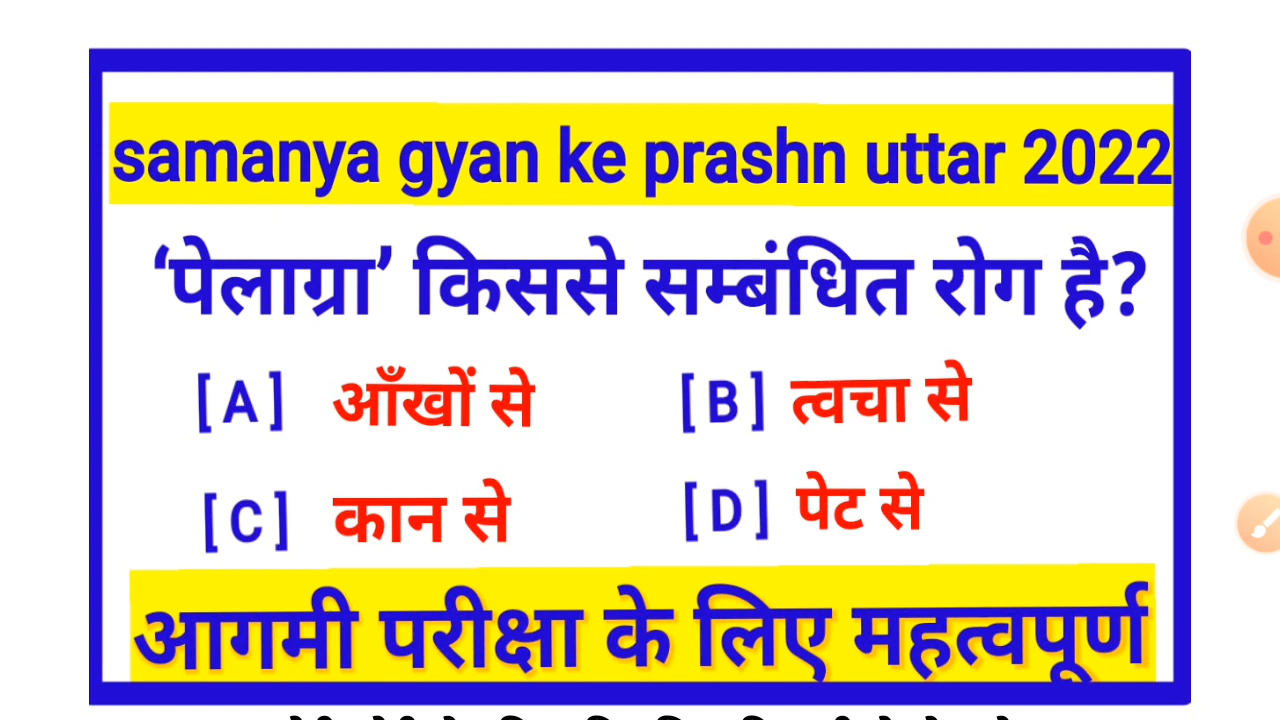 samanya gyan ke prashn uttar 2022
‘पेलाग्रा’ किससे सम्बंधित रोग है?
[A] आँखों से [B] त्वचा से
[C] कान से [D] पेट से
आगमी परीक्षा के लिए महत्वपूर्ण